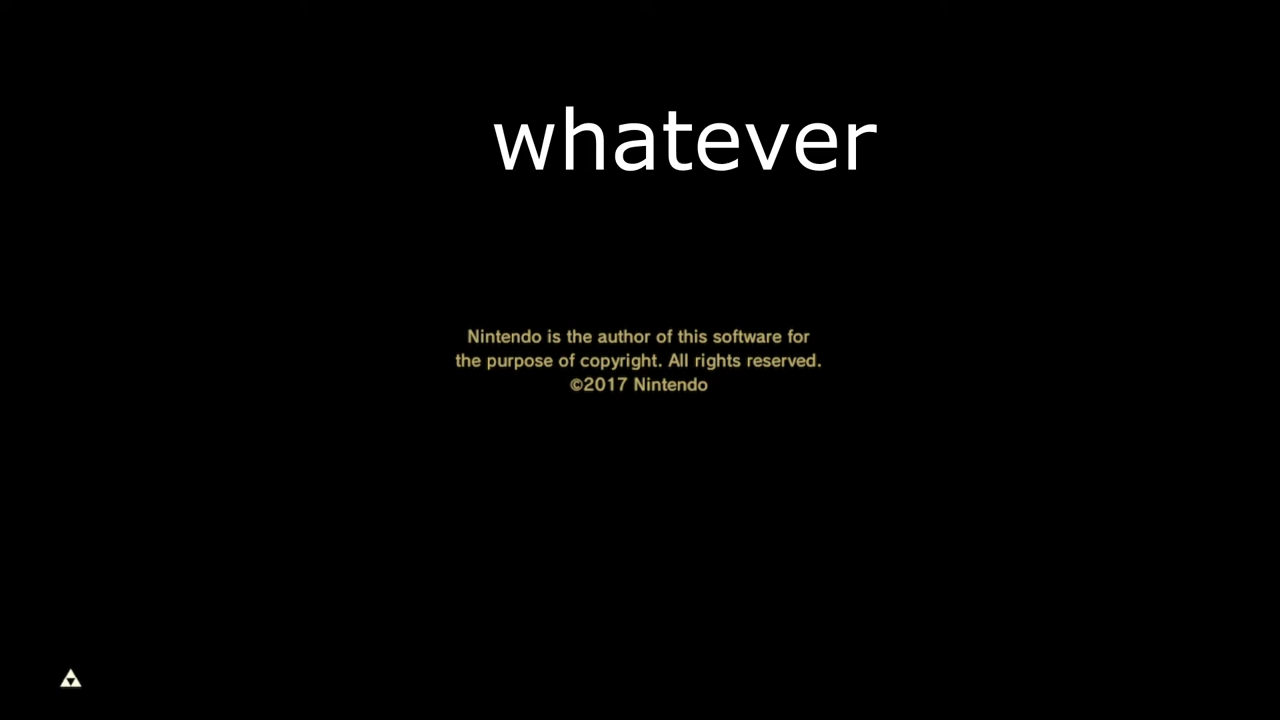 whatever
Nintendo is the author of this software for
the purpose of copyright. All rights reserved.
©2017 Nintendo